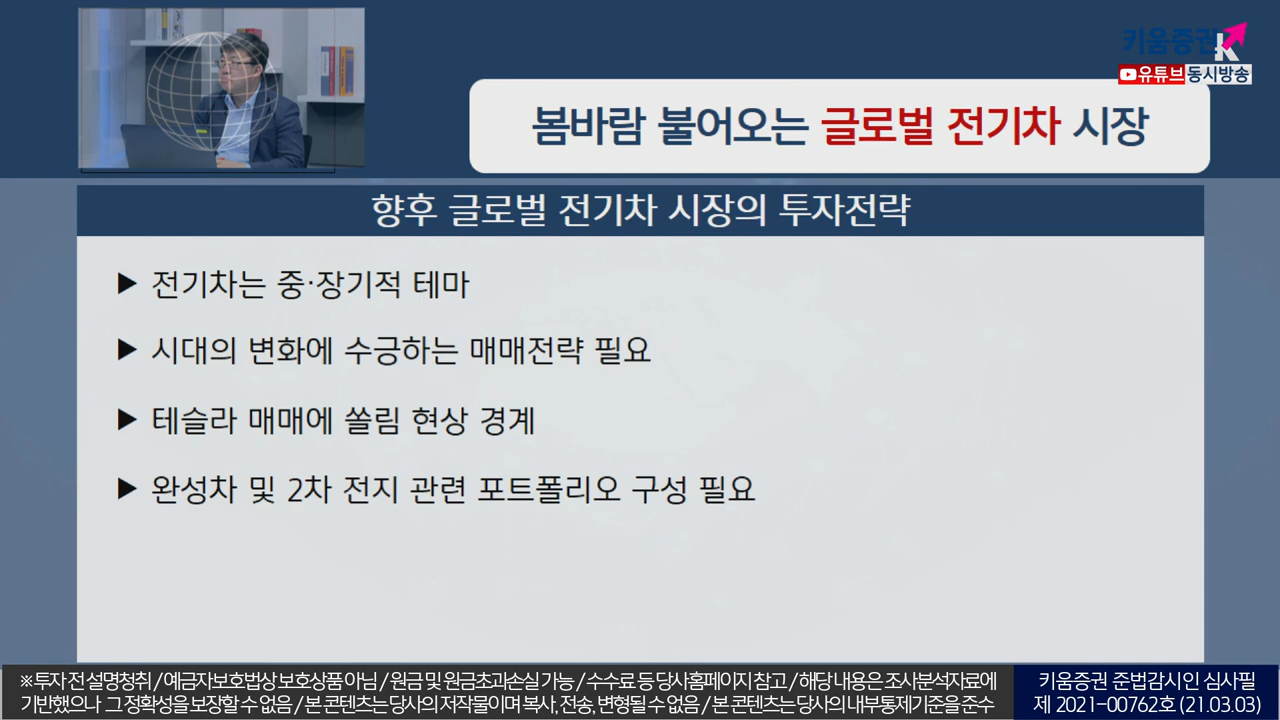 키움증권
유튜브동시방송
봄바람 불어오는 글로벌 전기차 시장
향후 글로벌 전기차 시장의 투자전략
▶ 전기차는 중·장기적 테마
▶ 시대의 변화에 수긍하는 매매전략 필요
▶ 테슬라 매매에 쏠림 현상 경계
▶ 완성차 및 2차 전지 관련 포트폴리오 구성 필요
※ 투자 전 설명청취 / 예금자보호법상 보호상품 아님 / 원금 및 원금초과손실 가능 / 수수료 등 당사홈페이지 참고 / 해당 내용은 조사분석자료에
기반했으나 그 정확성을 보장할 수 없음 / 본 콘텐츠는 당사의 저작물이며 복사, 전송, 변형될 수 없음 / 본 콘텐츠는 당사의 내부통제기준을 준수
키움증권 준법감시인 심사필
제 2021-00762호 (21.03.03)